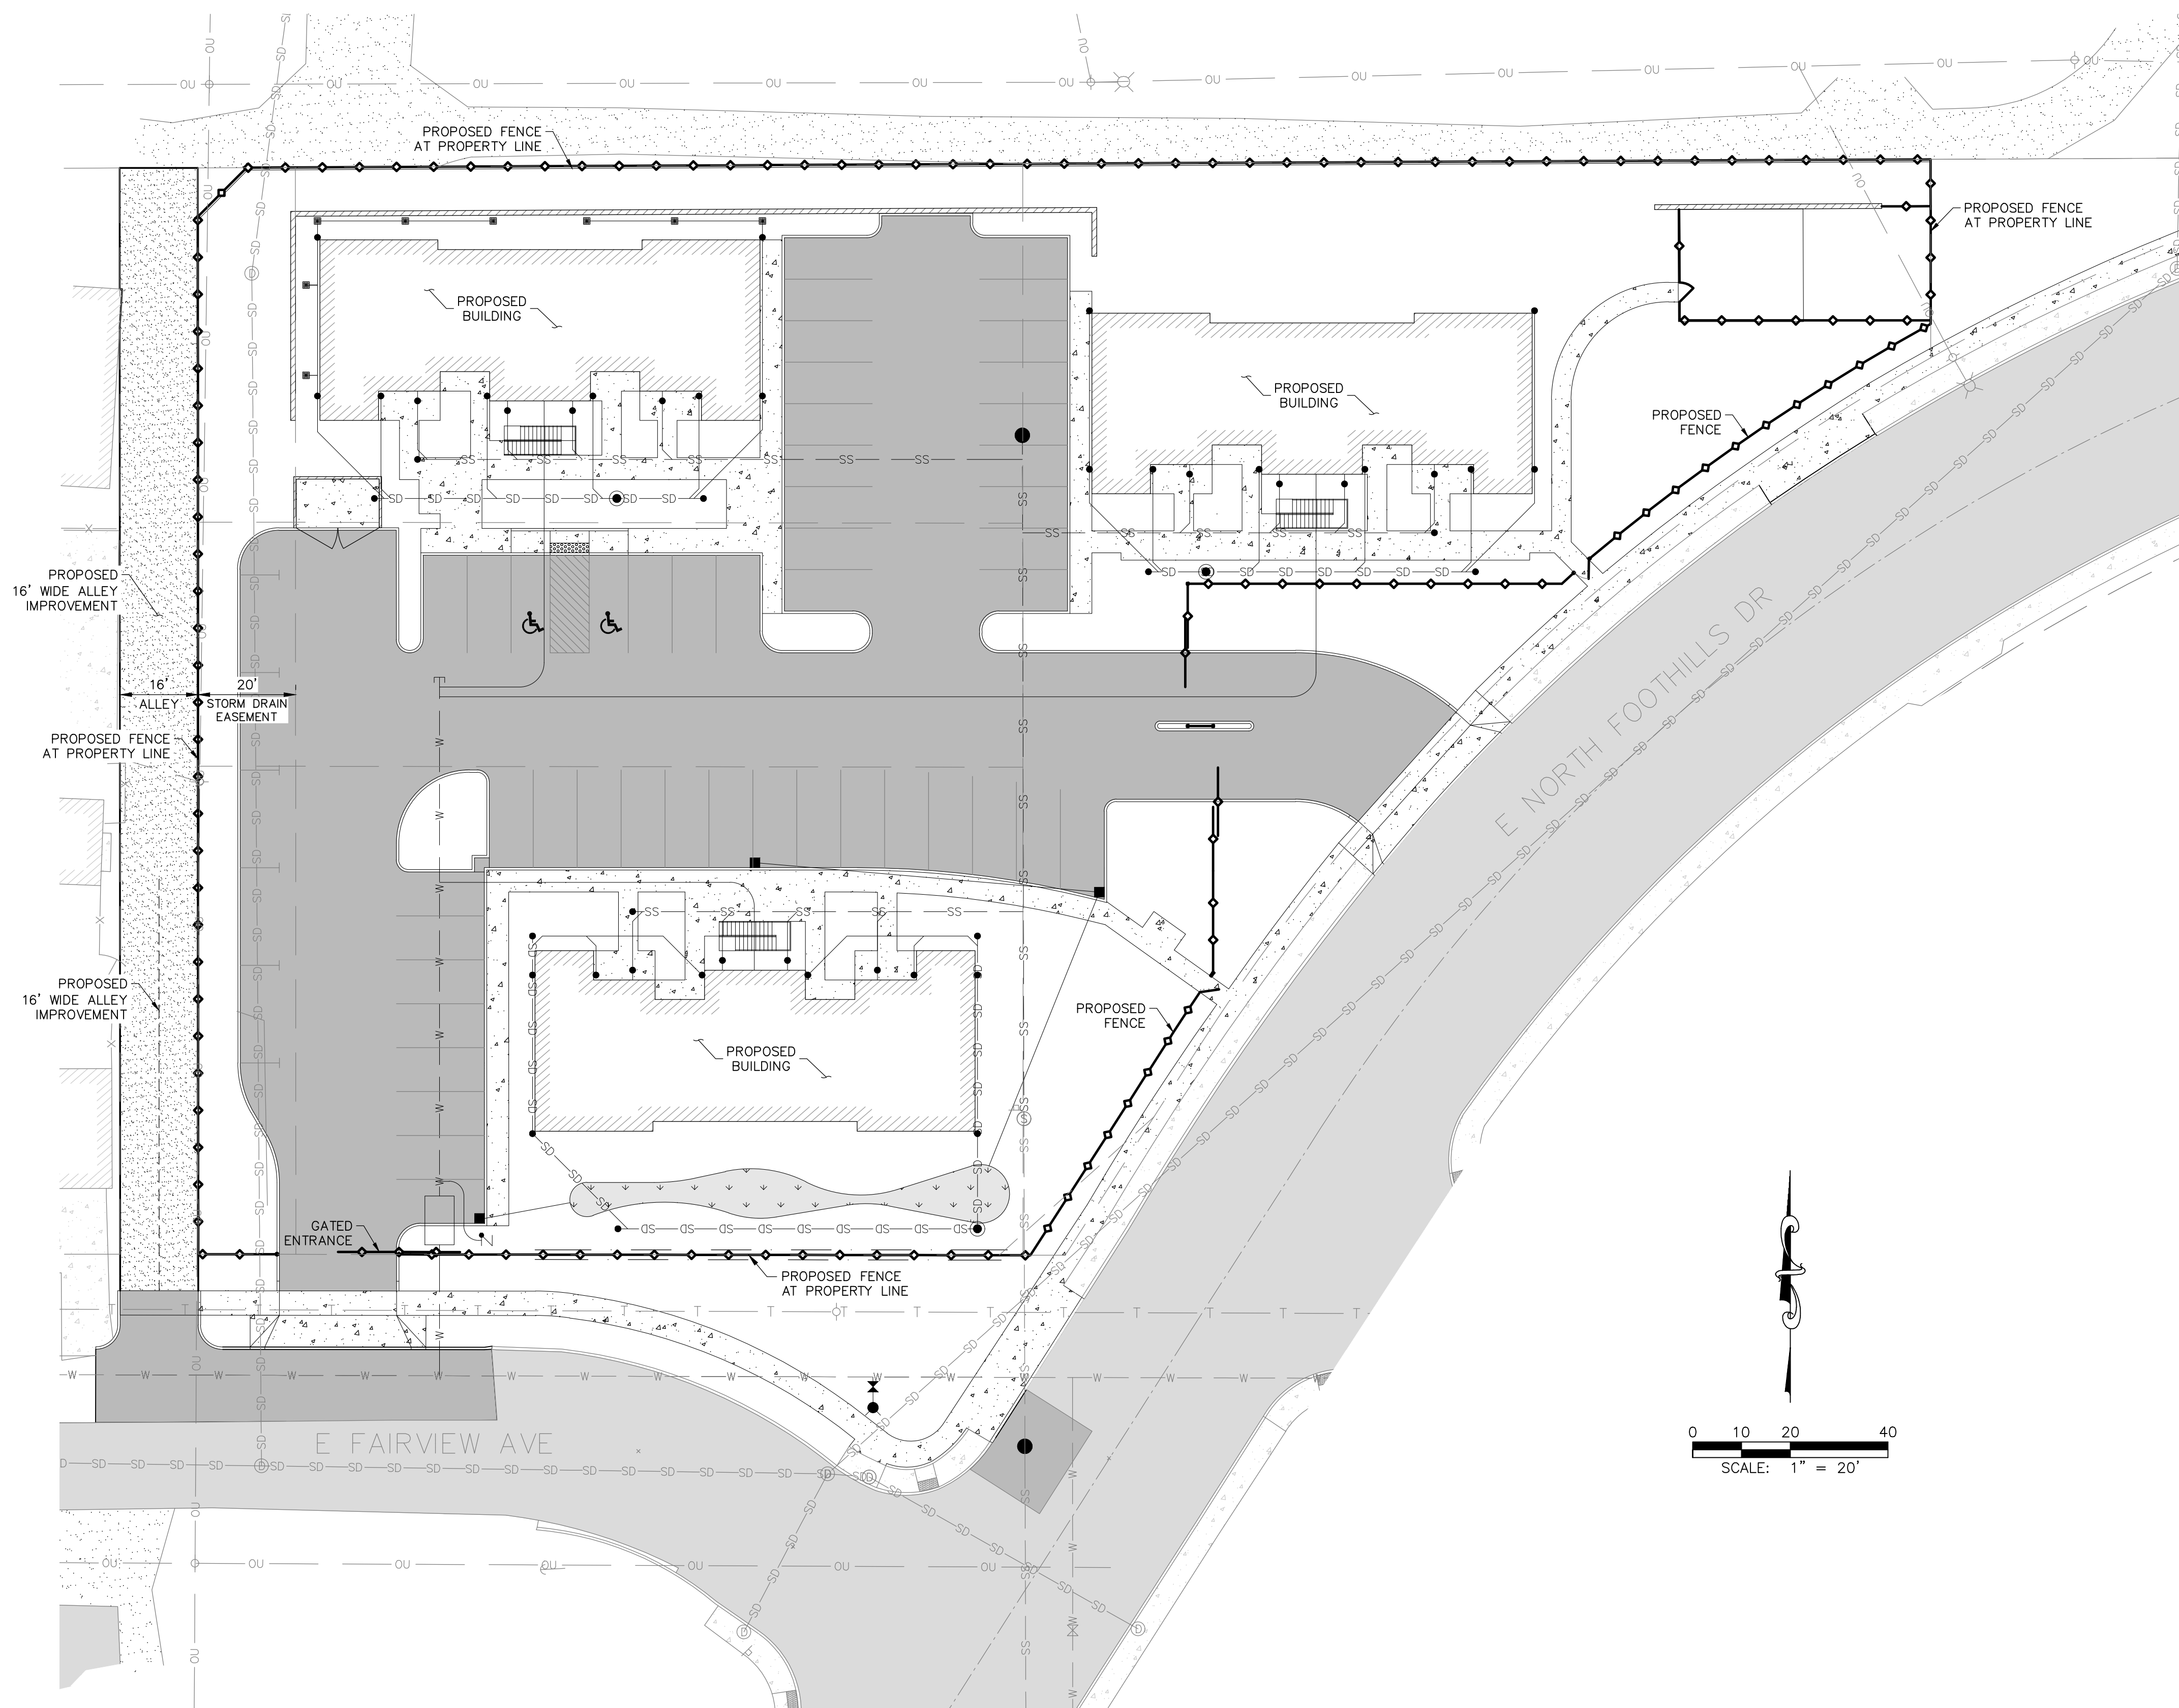 PROPOSED FENCE
AT PROPERTY LINE
PROPOSED FENCE
AT PROPERTY LINE
PROPOSED
BUILDING
PROPOSED
BUILDING
PROPOSED
FENCE
PROPOSED
16' WIDE ALLEY
IMPROVEMENT
16'
ALLEY
20'
STORM DRAIN
EASEMENT
PROPOSED FENCE
AT PROPERTY LINE
E NORTH FOOTHILLS DR
PROPOSED
16' WIDE ALLEY
IMPROVEMENT
PROPOSED
FENCE
PROPOSED
BUILDING
GATED
ENTRANCE
PROPOSED FENCE
AT PROPERTY LINE
E FAIRVIEW AVE
0 10 20 40
SCALE: 1" = 20'